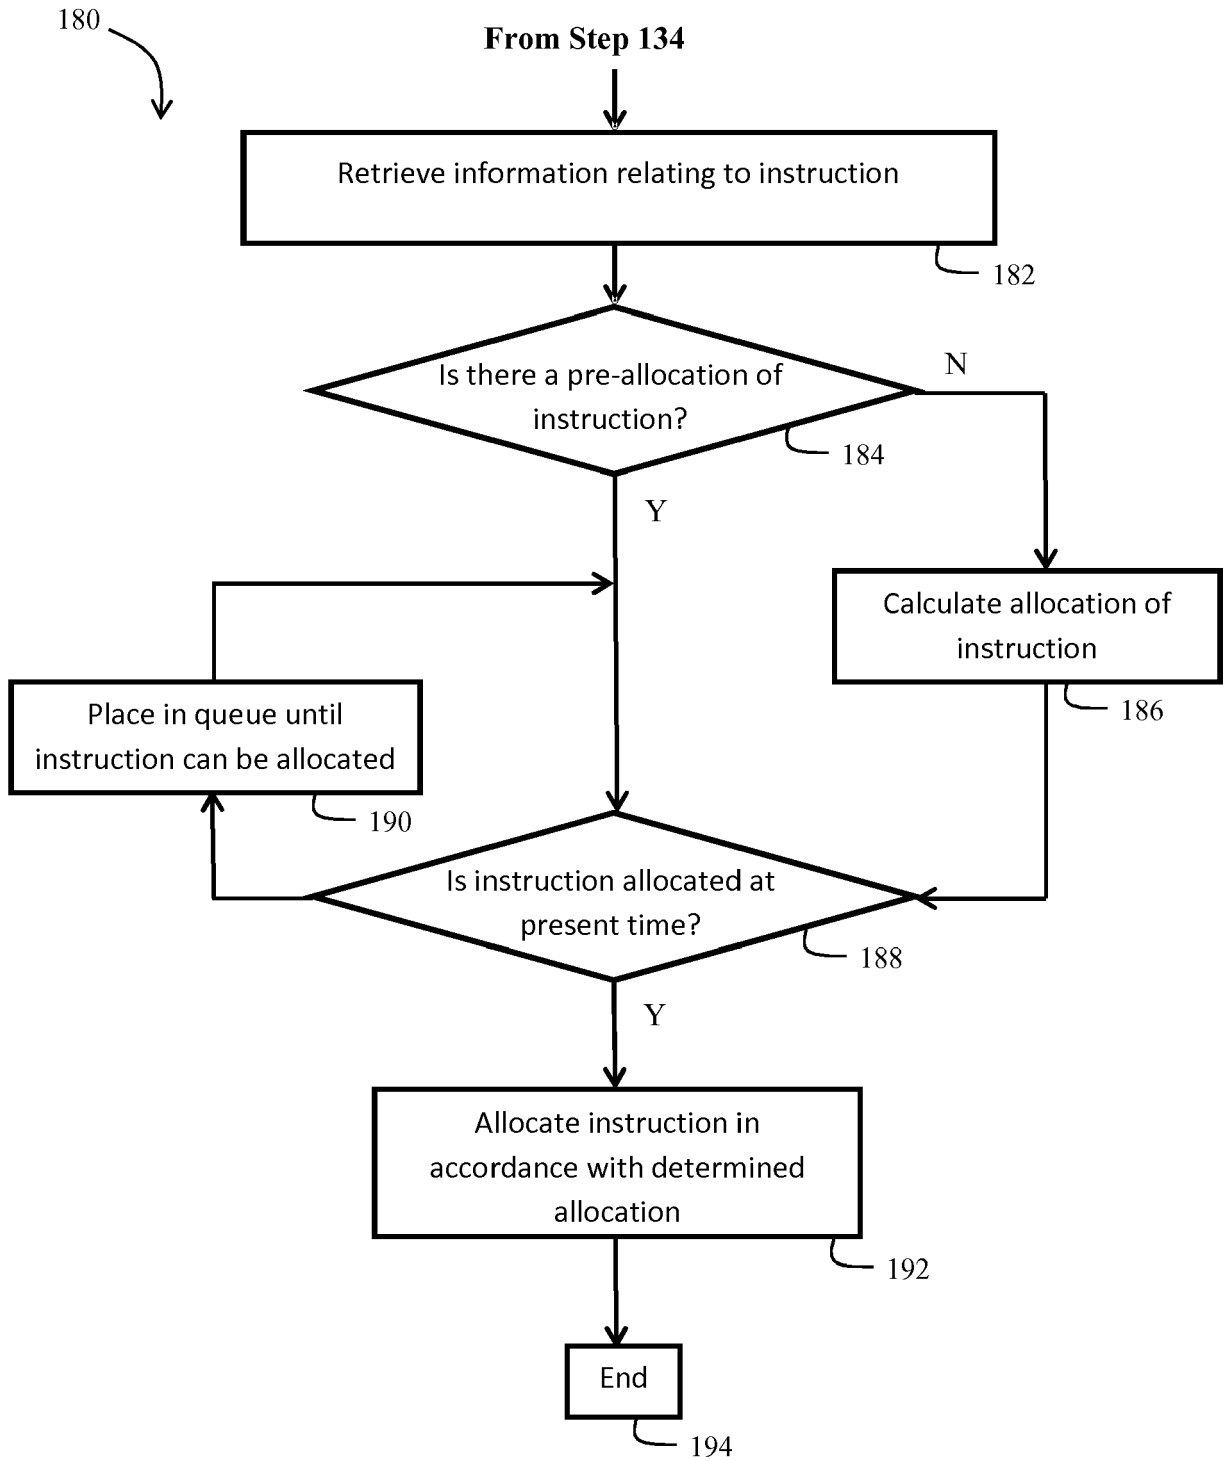 180
From Step 134
Retrieve information relating to instruction
182
Is there a pre-allocation of
instruction?
N
184
Y
Calculate allocation of
instruction
186
Place in queue until
instruction can be allocated
190
Is instruction allocated at
present time?
188
Y
Allocate instruction in
accordance with determined
allocation
192
End
194